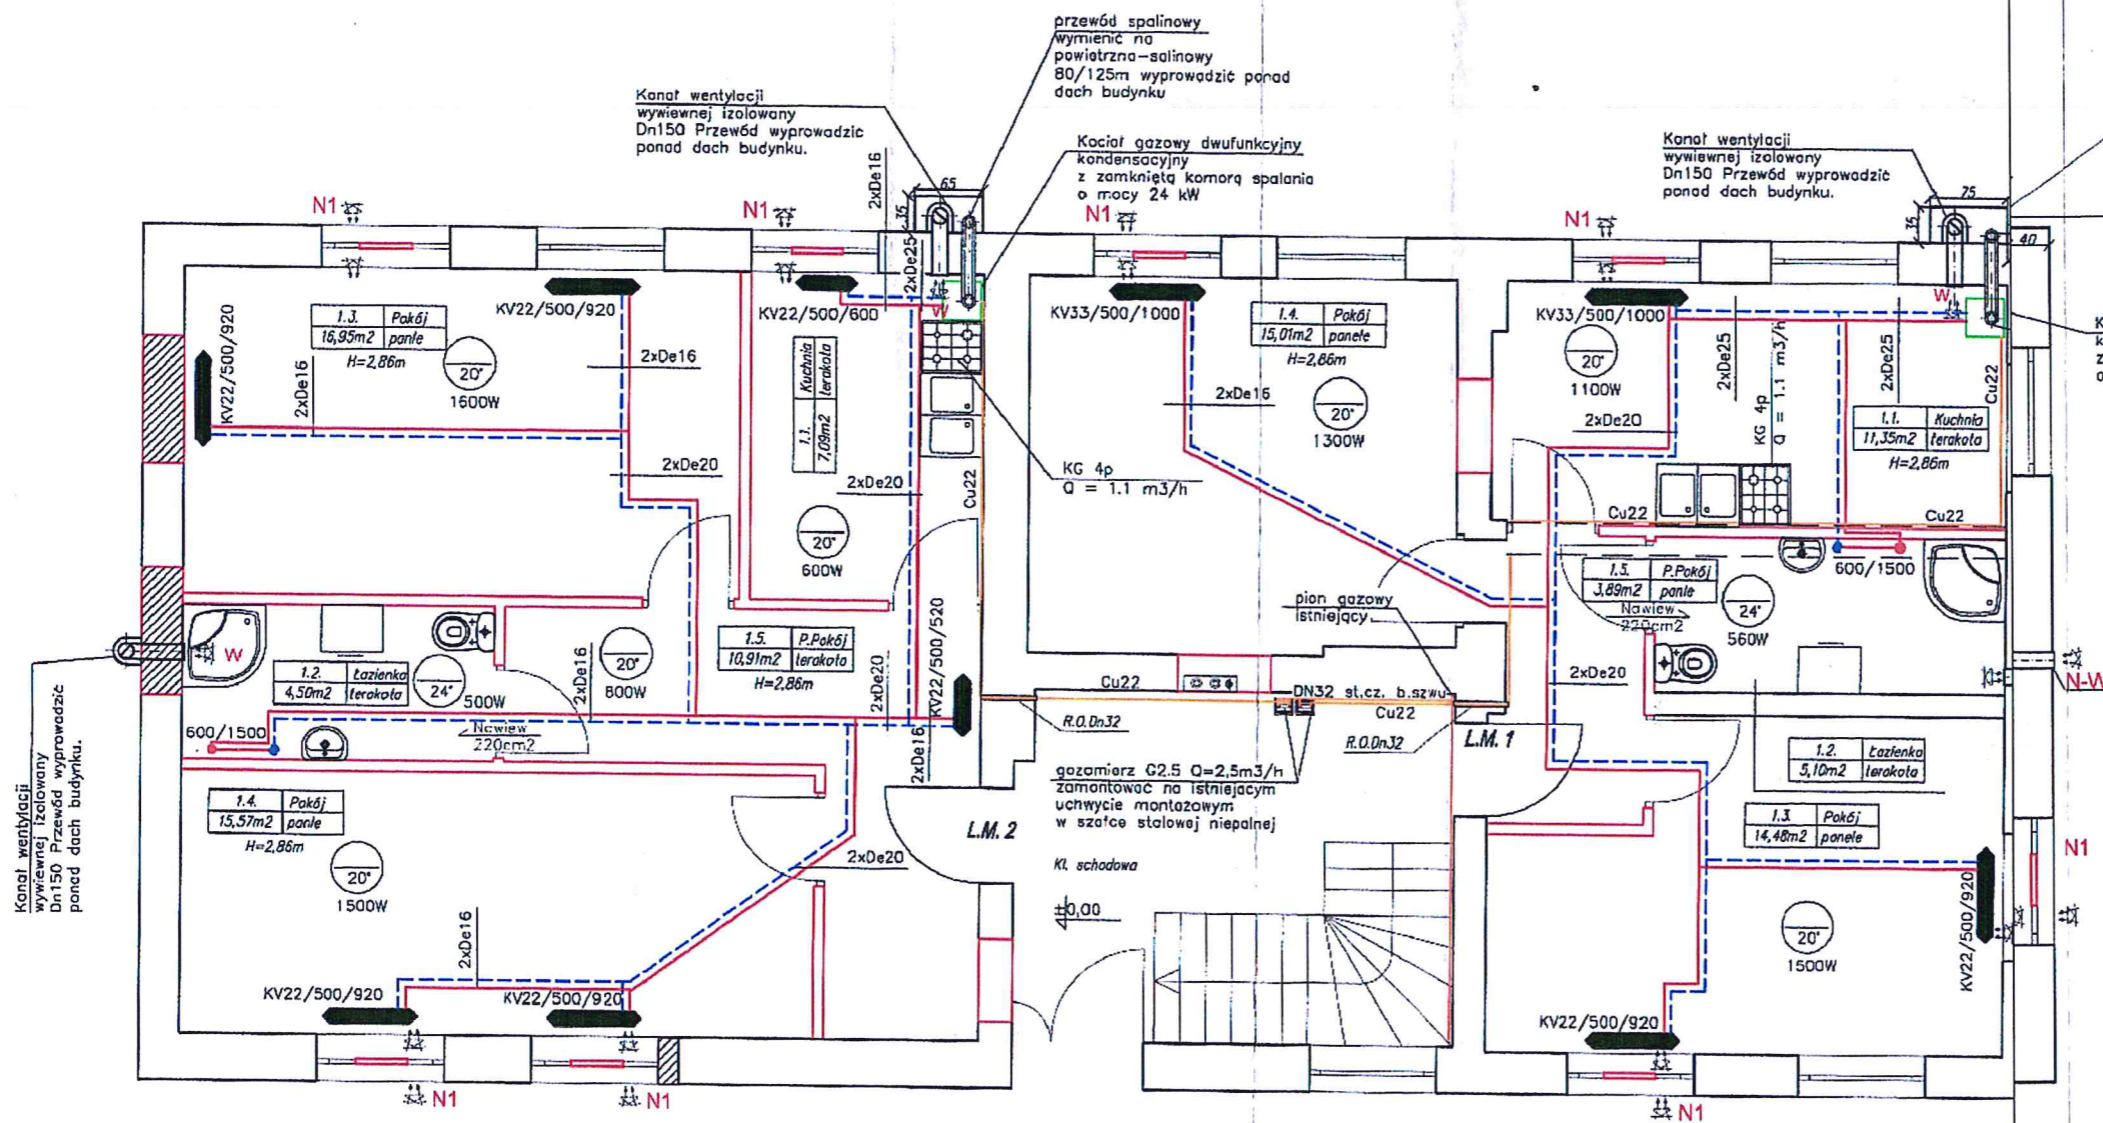 przewód spalinowy
wymienić na
powietrzno-salinowy
80/125m wyprowadzić ponad
dach budynku
Kanał wentylacji
wywiewnej izolowany
Dn150 Przewód wyprowadzic
ponad dach budynku.
Kocioł gazowy dwufunkcyjny
kondensacyjny
z zamkniętą komorą spalania
o mocy 24 kW
Kanał wentylacji
wywiewnej izolowany
Dn150 Przewód wyprowadzić
ponad dach budynku.
2xDe16
65
35
75
35
40
N1
N1
N1
N1
2xDe25
W
W
KV22/500/920
KV22/500/600
KV33/500/1000
KV33/500/1000
KV22/500/920
1.3. Pokój
16,95m2 panle
H=2,86m
20°
1600W
2xDe16
2xDe16
2xDe20
1.1. Kuchnia
7,09m2 terakota
2xDe20
20°
600W
Cu22
KG 4p
Q = 1.1 m3/h
1.4. Pokój
15,01m2 panele
H=2,86m
2xDe16
20°
1300W
20°
1100W
2xDe20
2xDe25
KG 4p
Q = 1.1 m3/h
2xDe25
Cu22
1.1. Kuchnia
11,35m2 terakota
H=2,86m
Cu22
Cu22
K
k
z
o
600/1500
1.5. P.Pokój
3,89m2 panle
Nawiew
220cm2
24°
560W
pion gazowy
istniejący
2xDe20
N-W
W
1.2. Łazienka
4,50m2 terakota
24°
500W
2xDe16
20°
800W
1.5. P.Pokój
10,91m2 terakota
H=2,86m
2xDe20
KV22/500/520
2xDe16
600/1500
Nawiew
220cm2
Cu22
DN32 st.cz. b.szwu
Cu22
R.O.Dn32
R.O.Dn32
L.M. 1
gazomierz G2.5 Q=2,5m3/h
zamontować na istniejącym
uchwycie montażowym
w szafce stalowej niepalnej
L.M. 2
Kl. schodowa
±0,00
1.2. Łazienka
5,10m2 terakota
1.3. Pokój
14,48m2 panele
N1
KV22/500/920
20°
1500W
KV22/500/920
N1
Kanał wentylacji
wywiewnej izolowany
Dn150 Przewód wyprowadzić
ponad dach budynku.
1.4. Pokój
15,57m2 panle
H=2,86m
20°
1500W
2xDe20
2xDe16
KV22/500/920
KV22/500/920
N1
N1